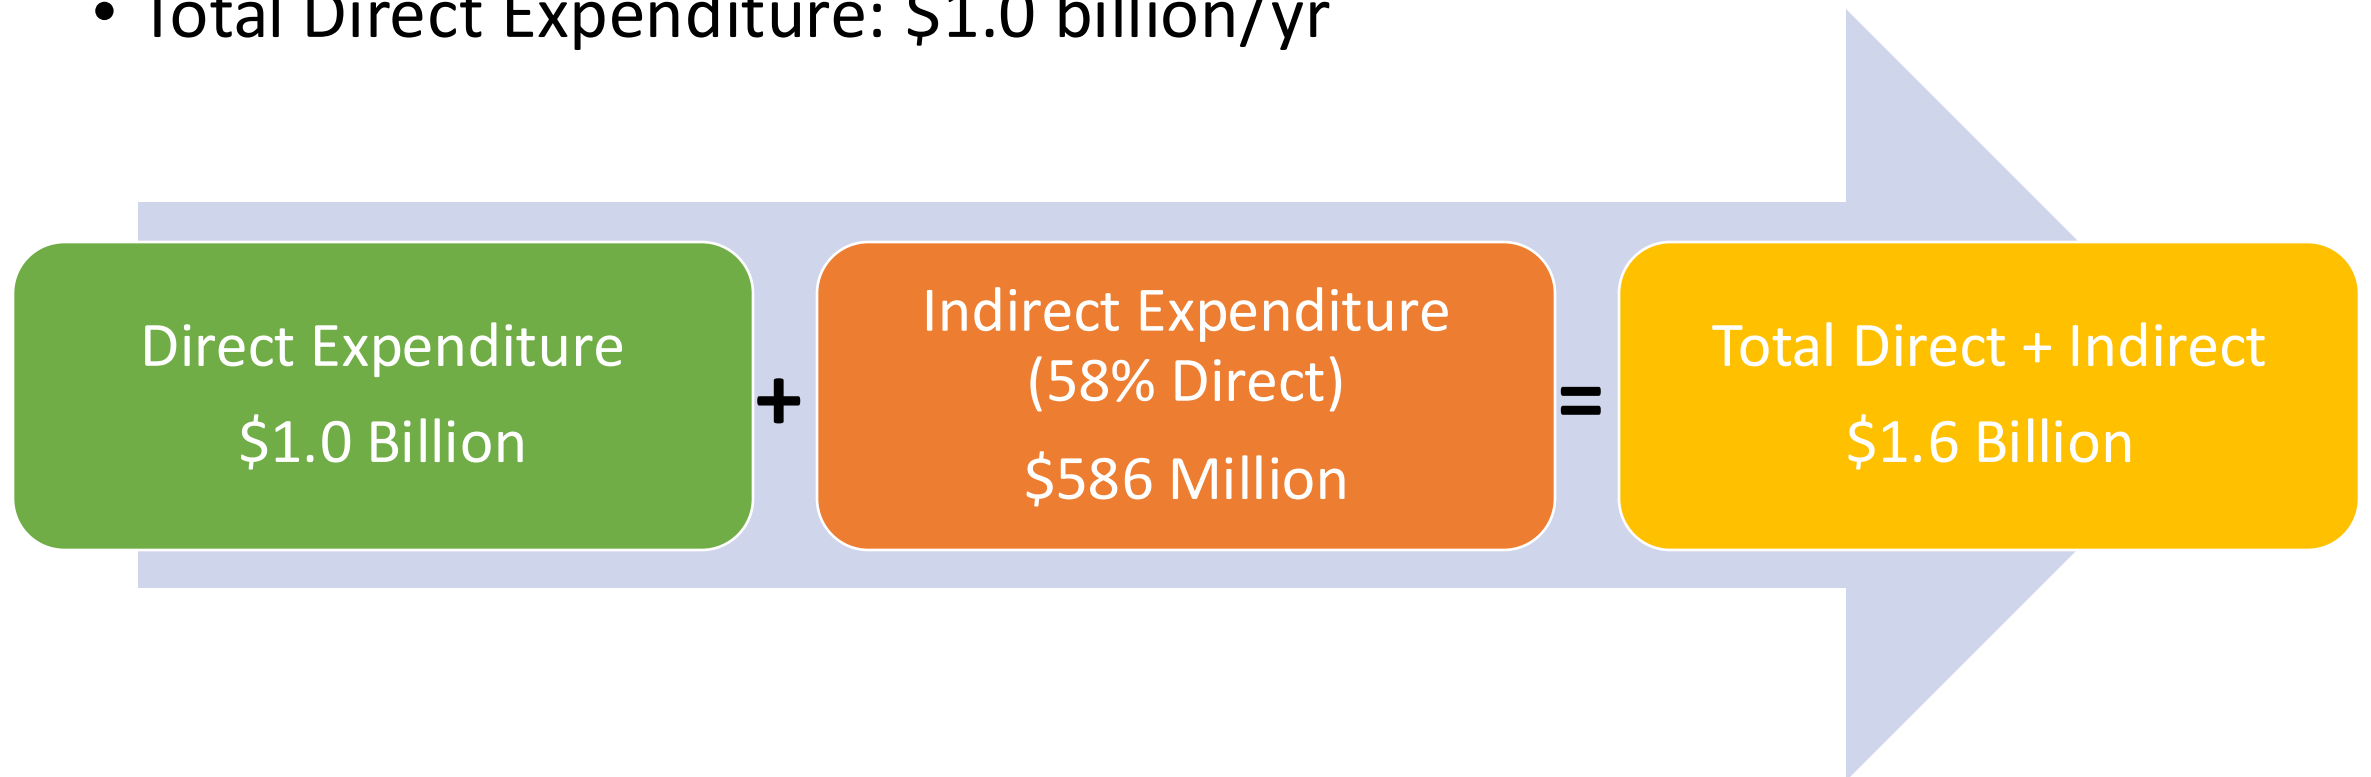 • Total Direct Expenditure: $1.0 billion/yr
Direct Expenditure
$1.0 Billion
+
Indirect Expenditure
(58% Direct)
$586 Million
=
Total Direct + Indirect
$1.6 Billion